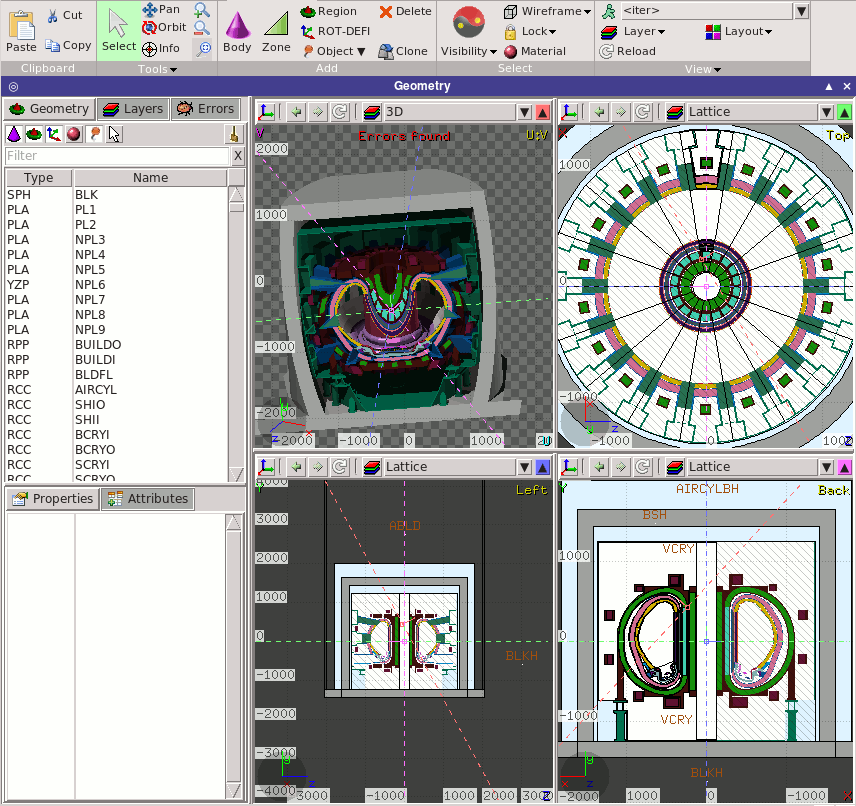 Paste
Cut
Copy
Clipboard
Select
Pan
Orbit
Info
Tools
Body
Zone
Region
ROT-DEFI
Object
Delete
Clone
Add
Visibility
Wireframe
Lock
Material
Select
<iter>
Layer
Layout
Reload
View
Geometry
Geometry Layers Errors
Filter X
Type Name
SPH BLK
PLA PL1
PLA PL2
PLA NPL3
PLA NPL4
PLA NPL5
YZP NPL6
PLA NPL7
PLA NPL8
PLA NPL9
RPP BUILDO
RPP BUILDI
RPP BLDFL
RCC AIRCYL
RCC SHIO
RCC SHII
RCC BCRYI
RCC BCRYO
RCC SCRYI
RCC SCRYO
Properties Attributes
3D
Errors found
V
U:V
2000
1000
0
-1000
-2000
-2000 -1000 0 1000
Lattice
Top
1000
0
-1000
-1000 0 1000
Lattice
Left
Y
4000
3000
2000
1000
0
-1000
-2000
-3000
-4000
ABLD
BLKH
-3000 -1000 0 1000 2000 3000
Lattice
Back
Y
AIRCYLBH
BSH
VCRY
1000
0
-1000
VCRY
BLKH
-2000 1000 0 -1000 X